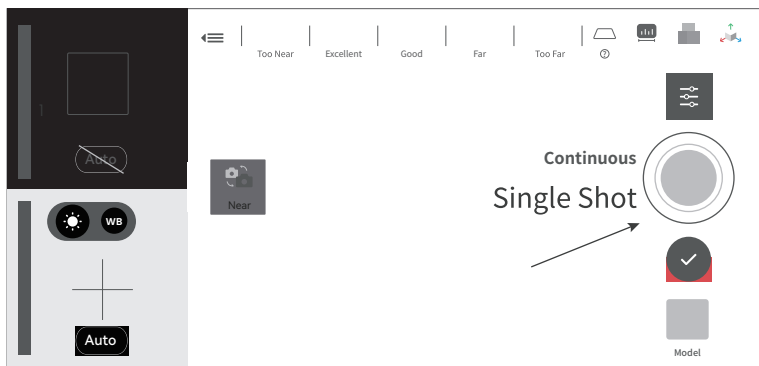 Too Near
Excellent
Good
Far
Too Far
?
Auto
Continuous
Single Shot
Near
WB
Auto
Model